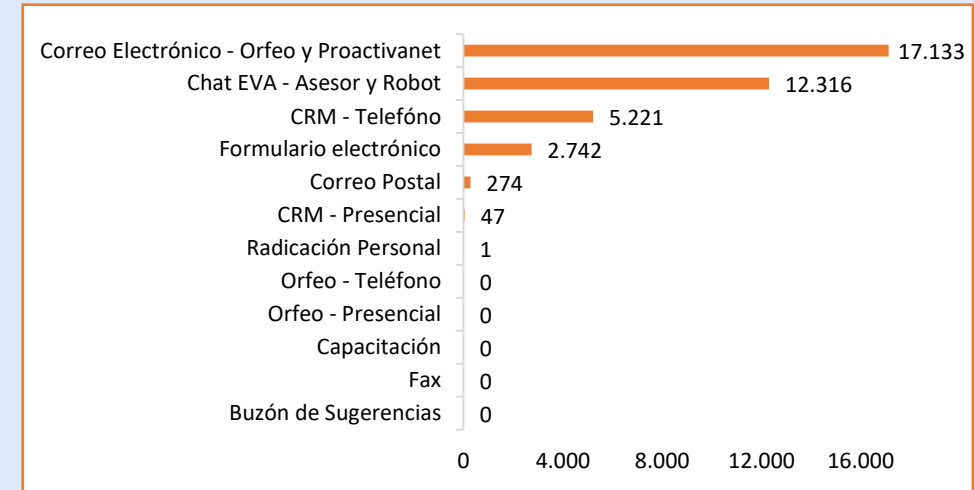 Correo Electrónico - Orfeo y Proactivanet 17.133
Chat EVA - Asesor y Robot 12.316
CRM - Telefóno 5.221
Formulario electrónico 2.742
Correo Postal 274
CRM - Presencial 47
Radicación Personal 1
Orfeo - Teléfono 0
Orfeo - Presencial 0
Capacitación 0
Fax 0
Buzón de Sugerencias 0
0 4.000 8.000 12.000 16.000